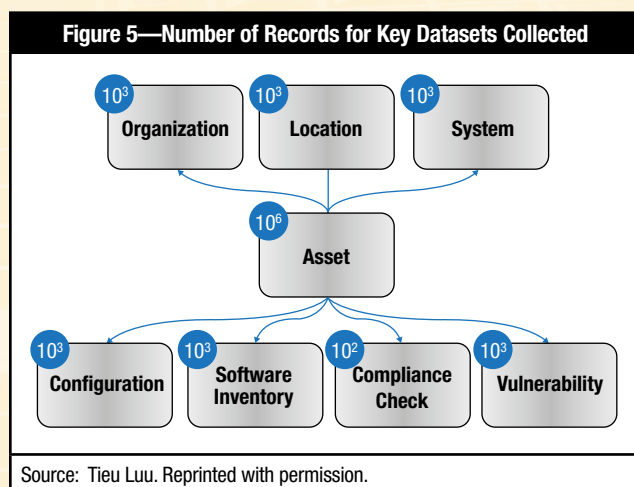 Figure 5—Number of Records for Key Datasets Collected
10³
Organization
10³
Location
10³
System
10⁶
Asset
10³
Configuration
10³
Software
Inventory
10²
Compliance
Check
10³
Vulnerability
Source: Tieu Luu. Reprinted with permission.